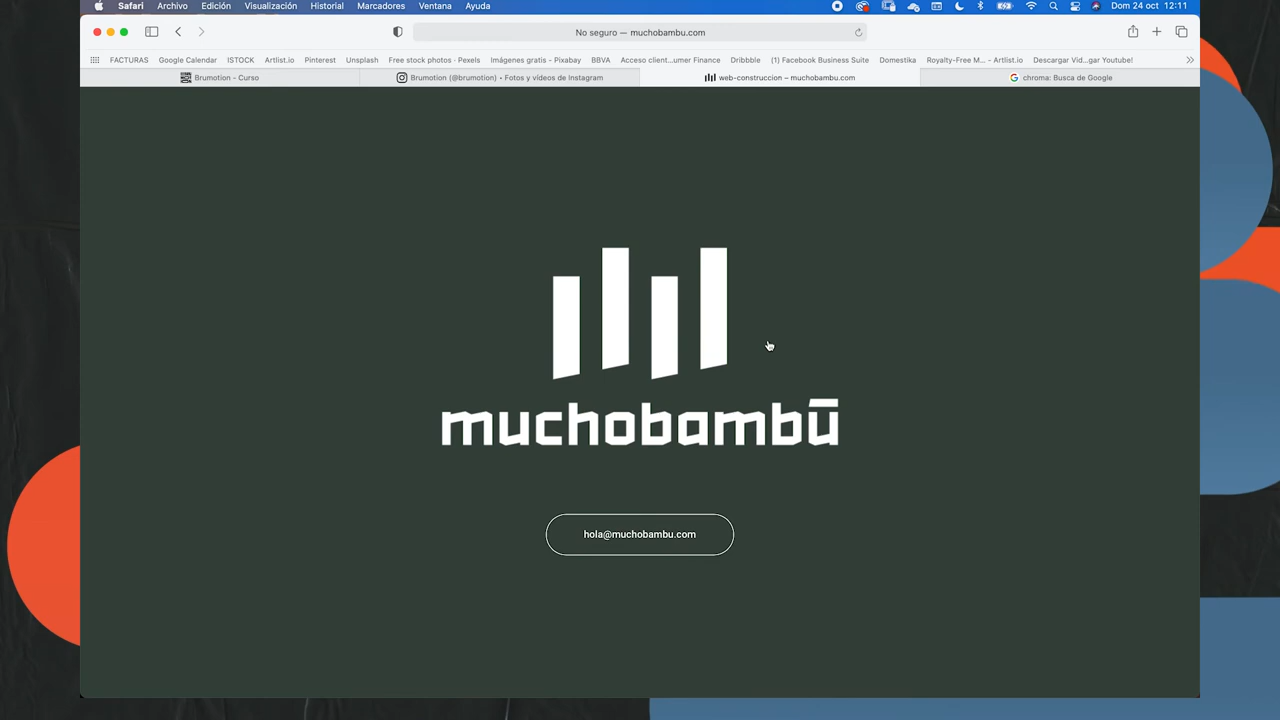 Safari Archivo Edición Visualización Historial Marcadores Ventana Ayuda Dom 24 oct 12:11
No seguro — muchobambu.com
FACTURAS Google Calendar ISTOCK Artlist.io Pinterest Unsplash Free stock photos · Pexels Imágenes gratis - Pixabay BBVA Acceso client...umer Finance Dribbble (1) Facebook Business Suite Domestika Royalty-Free M... - Artlist.io Descargar Víd...gar Youtube!
Brumotion - Curso Brumotion (@brumotion) • Fotos y vídeos de Instagram web-construccion – muchobambu.com chroma: Busca de Google
muchobambū
hola@muchobambu.com